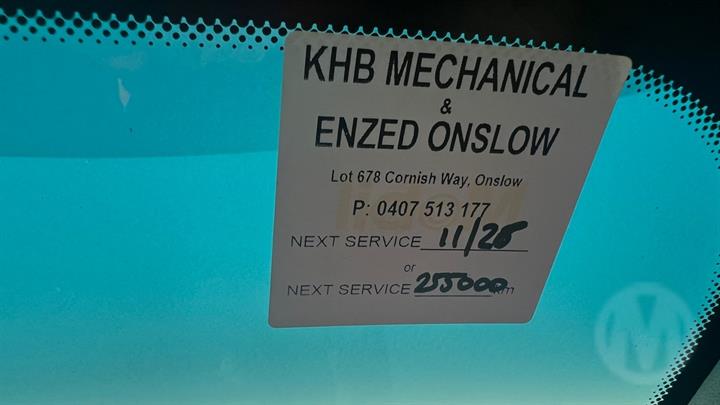 KHB MECHANICAL
&
ENZED ONSLOW
Lot 678 Cornish Way, Onslow
P: 0407 513 177
NEXT SERVICE 11/25
or
NEXT SERVICE 255000 km
M